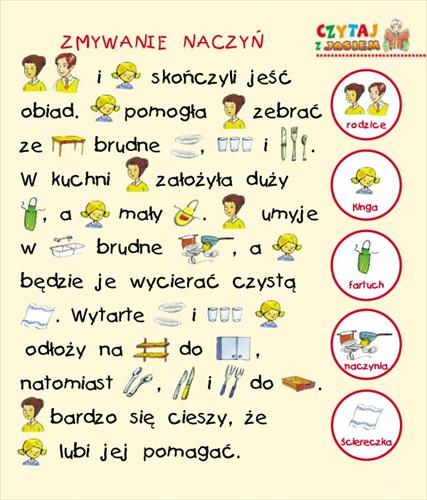 ZMYWANIE NACZYŃ
CZYTAJ
Z JASIEM
i skończyli jeść
obiad. pomogła zebrać
ze brudne , i .
W kuchni założyła duży
, a mały . umyje
w brudne , a
będzie je wycierać czystą
. Wytarte i
odłoży na do ,
natomiast , i do .
bardzo się cieszy, że
lubi jej pomagać.
rodzice
Kinga
fartuch
naczynia
ściereczka